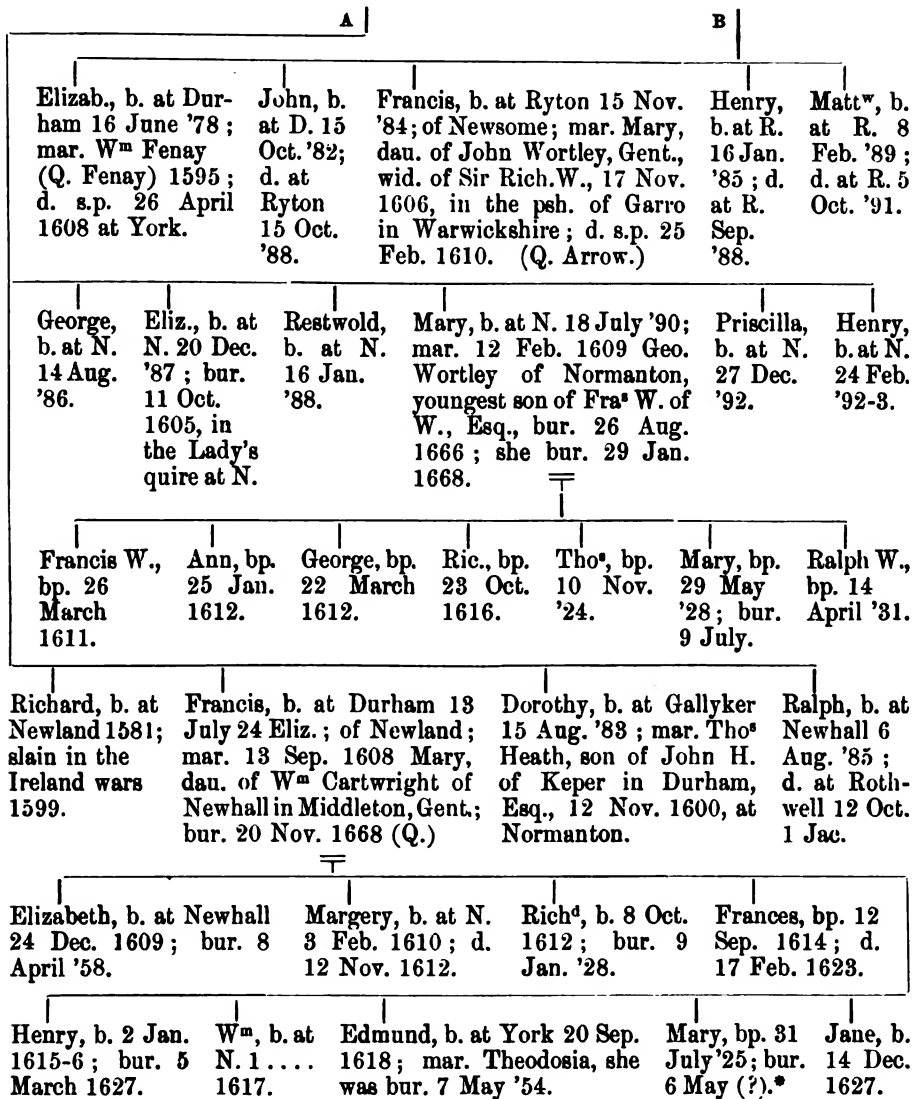 A B
Elizab., b. at Dur-
ham 16 June '78 ;
mar. Wm Fenay
(Q. Fenay) 1595 ;
d. s.p. 26 April
1608 at York.
John, b.
at D. 15
Oct. '82;
d. at
Ryton
15 Oct.
'88.
Francis, b. at Ryton 15 Nov.
'84; of Newsome; mar. Mary,
dau. of John Wortley, Gent.,
wid. of Sir Rich. W., 17 Nov.
1606, in the psh. of Garro
in Warwickshire ; d. s.p. 25
Feb. 1610. (Q. Arrow.)
Henry,
b. at R.
16 Jan.
'85 ; d.
at R.
Sep.
'88.
Mattw, b.
at R. 8
Feb. '89 ;
d. at R. 5
Oct. '91.
George,
b. at N.
14 Aug.
'86.
Eliz., b. at
N. 20 Dec.
'87 ; bur.
11 Oct.
1605, in
the Lady's
quire at N.
Restwold,
b. at N.
16 Jan.
'88.
Mary, b. at N. 18 July '90;
mar. 12 Feb. 1609 Geo.
Wortley of Normanton,
youngest son of Fras W. of
W., Esq., bur. 26 Aug.
1666 ; she bur. 29 Jan.
1668.
Priscilla,
b. at N.
27 Dec.
'92.
Henry,
b. at N.
24 Feb.
'92-3.
Francis W.,
bp. 26
March
1611.
Ann, bp.
25 Jan.
1612.
George, bp.
22 March
1612.
Ric., bp.
23 Oct.
1616.
Thos, bp.
10 Nov.
'24.
Mary, bp.
29 May
'28; bur.
9 July.
Ralph W.,
bp. 14
April '31.
Richard, b. at
Newland 1581;
slain in the
Ireland wars
1599.
Francis, b. at Durham 13
July 24 Eliz. ; of Newland ;
mar. 13 Sep. 1608 Mary,
dau. of Wm Cartwright of
Newhall in Middleton, Gent.;
bur. 20 Nov. 1668 (Q.)
Dorothy, b. at Gallyker
15 Aug. '83 ; mar. Thos
Heath, son of John H.
of Keper in Durham,
Esq., 12 Nov. 1600, at
Normanton.
Ralph, b. at
Newhall 6
Aug. '85 ;
d. at Roth-
well 12 Oct.
1 Jac.
Elizabeth, b. at Newhall
24 Dec. 1609 ; bur. 8
April '58.
Margery, b. at N.
3 Feb. 1610 ; d.
12 Nov. 1612.
Richd, b. 8 Oct.
1612 ; bur. 9
Jan. '28.
Frances, bp. 12
Sep. 1614 ; d.
17 Feb. 1623.
Henry, b. 2 Jan.
1615-6 ; bur. 5
March 1627.
Wm, b. at
N. 1 ....
1617.
Edmund, b. at York 20 Sep.
1618; mar. Theodosia, she
was bur. 7 May '54.
Mary, bp. 31
July '25; bur.
6 May (?).*
Jane, b.
14 Dec.
1627.